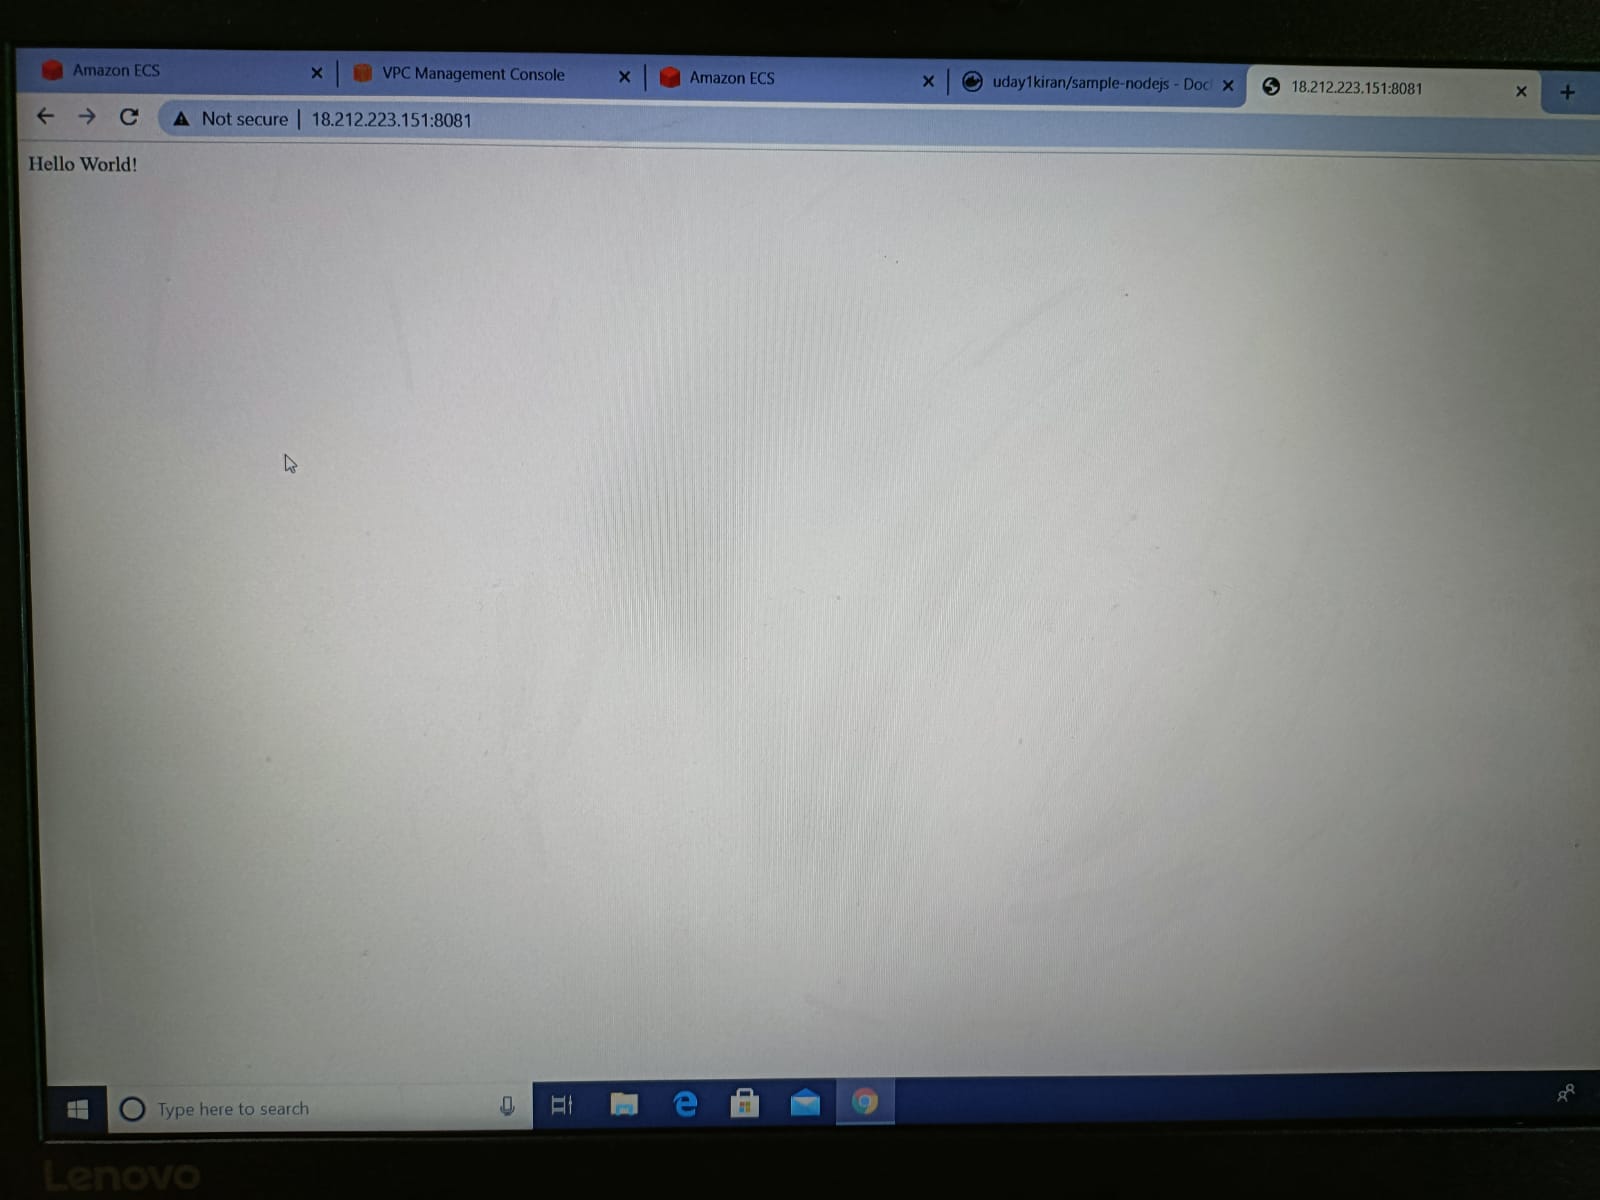 Amazon ECS
VPC Management Console
Amazon ECS
uday1kiran/sample-nodejs - Doc
18.212.223.151:8081
Not secure | 18.212.223.151:8081
Hello World!
Type here to search
Lenovo